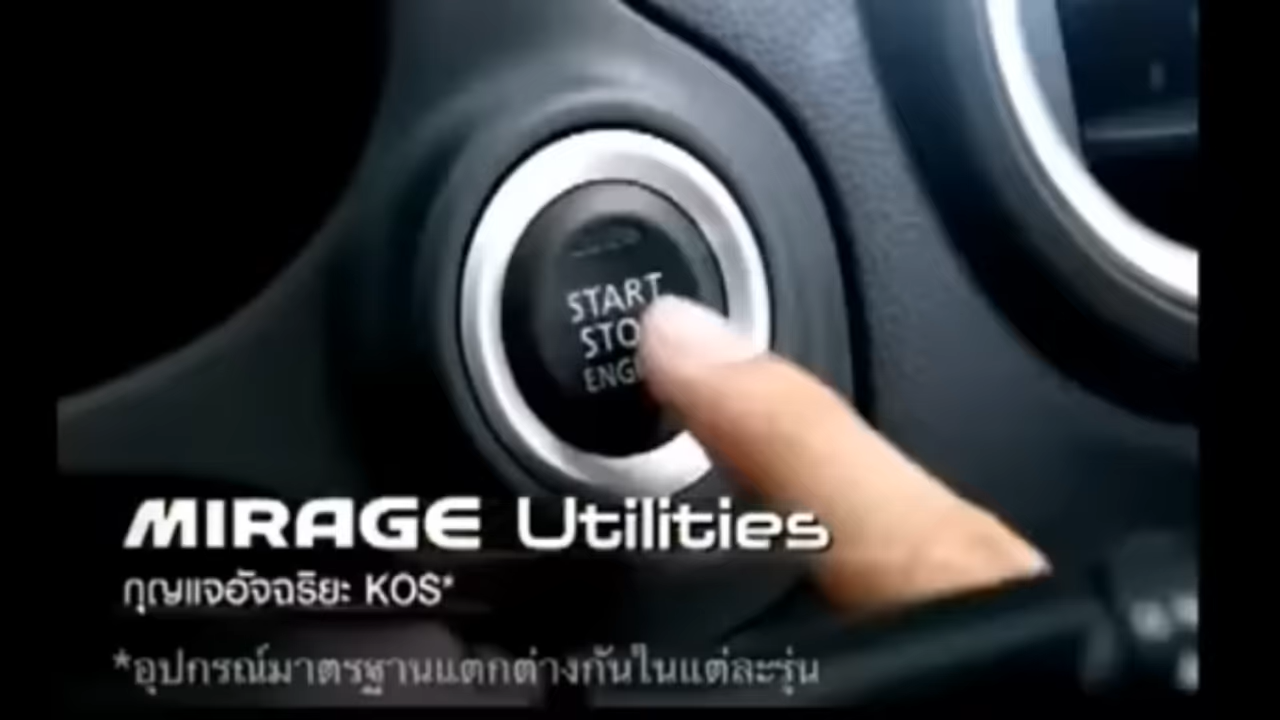 START
STO
ENG
MIRAGE Utilities
กุญแจอัจฉริยะ KOS*
*อุปกรณ์มาตรฐานแตกต่างกันในแต่ละรุ่น